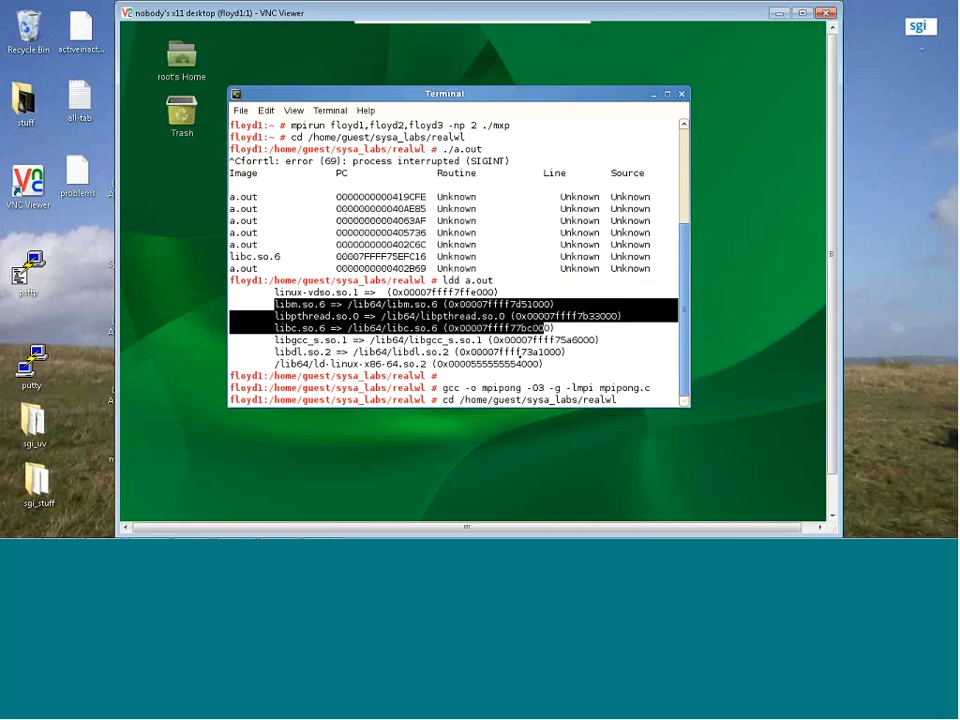 nobody's x11 desktop (floyd1:1) - VNC Viewer
Recycle Bin
activeinact...
stuff
all-tab
VNC Viewer
problems
p.rttp
putty
sgi_uv
sgi_stuff
sgi
root's Home
Trash
Terminal
File Edit View Terminal Help
floyd1:~ # mpirun floyd1,floyd2,floyd3 -np 2 ./mxp
floyd1:~ # cd /home/guest/sysa_labs/realwl
floyd1:/home/guest/sysa_labs/realwl # ./a.out
^Cforrtl: error (69): process interrupted (SIGINT)
Image PC Routine Line Source
a.out 0000000000419CFE Unknown Unknown Unknown
a.out 000000000040AE85 Unknown Unknown Unknown
a.out 00000000004063AF Unknown Unknown Unknown
a.out 0000000000405736 Unknown Unknown Unknown
a.out 0000000000402C6C Unknown Unknown Unknown
libc.so.6 00007FFFF75EFC16 Unknown Unknown Unknown
a.out 0000000000402B69 Unknown Unknown Unknown
floyd1:/home/guest/sysa_labs/realwl # ldd a.out
linux-vdso.so.1 => (0x00007ffff7ffe000)
libm.so.6 => /lib64/libm.so.6 (0x00007ffff7d51000)
libpthread.so.0 => /lib64/libpthread.so.0 (0x00007ffff7b33000)
libc.so.6 => /lib64/libc.so.6 (0x00007ffff77bc000)
libgcc_s.so.1 => /lib64/libgcc_s.so.1 (0x00007ffff75a6000)
libdl.so.2 => /lib64/libdl.so.2 (0x00007ffff73a1000)
/lib64/ld-linux-x86-64.so.2 (0x0000555555554000)
floyd1:/home/guest/sysa_labs/realwl #
floyd1:/home/guest/sysa_labs/realwl # gcc -o mpipong -O3 -g -lmpi mpipong.c
floyd1:/home/guest/sysa_labs/realwl # cd /home/guest/sysa_labs/realwl